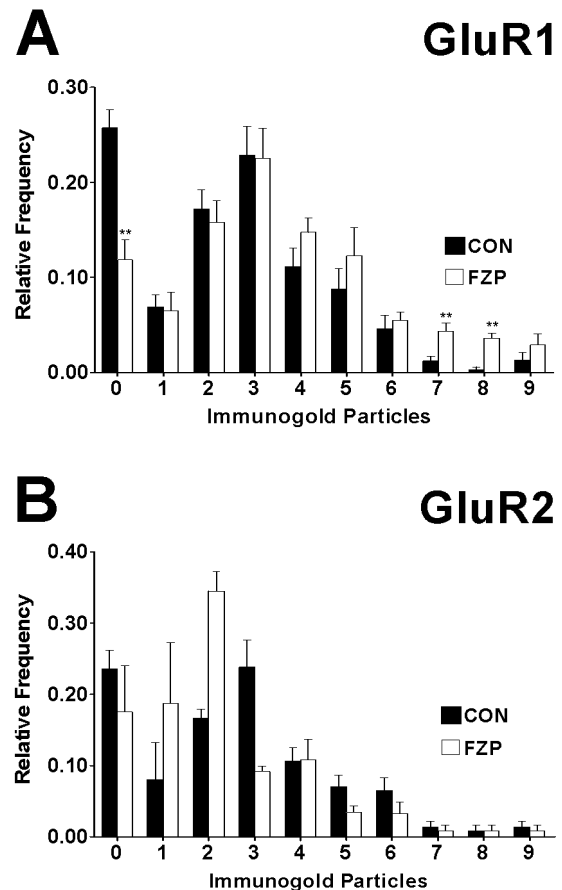 A
GluR1
0.30
0.20
0.10
0.00
Relative Frequency
**
**
**
CON
FZP
0 1 2 3 4 5 6 7 8 9
Immunogold Particles
B
GluR2
0.40
0.30
0.20
0.10
0.00
Relative Frequency
CON
FZP
0 1 2 3 4 5 6 7 8 9
Immunogold Particles